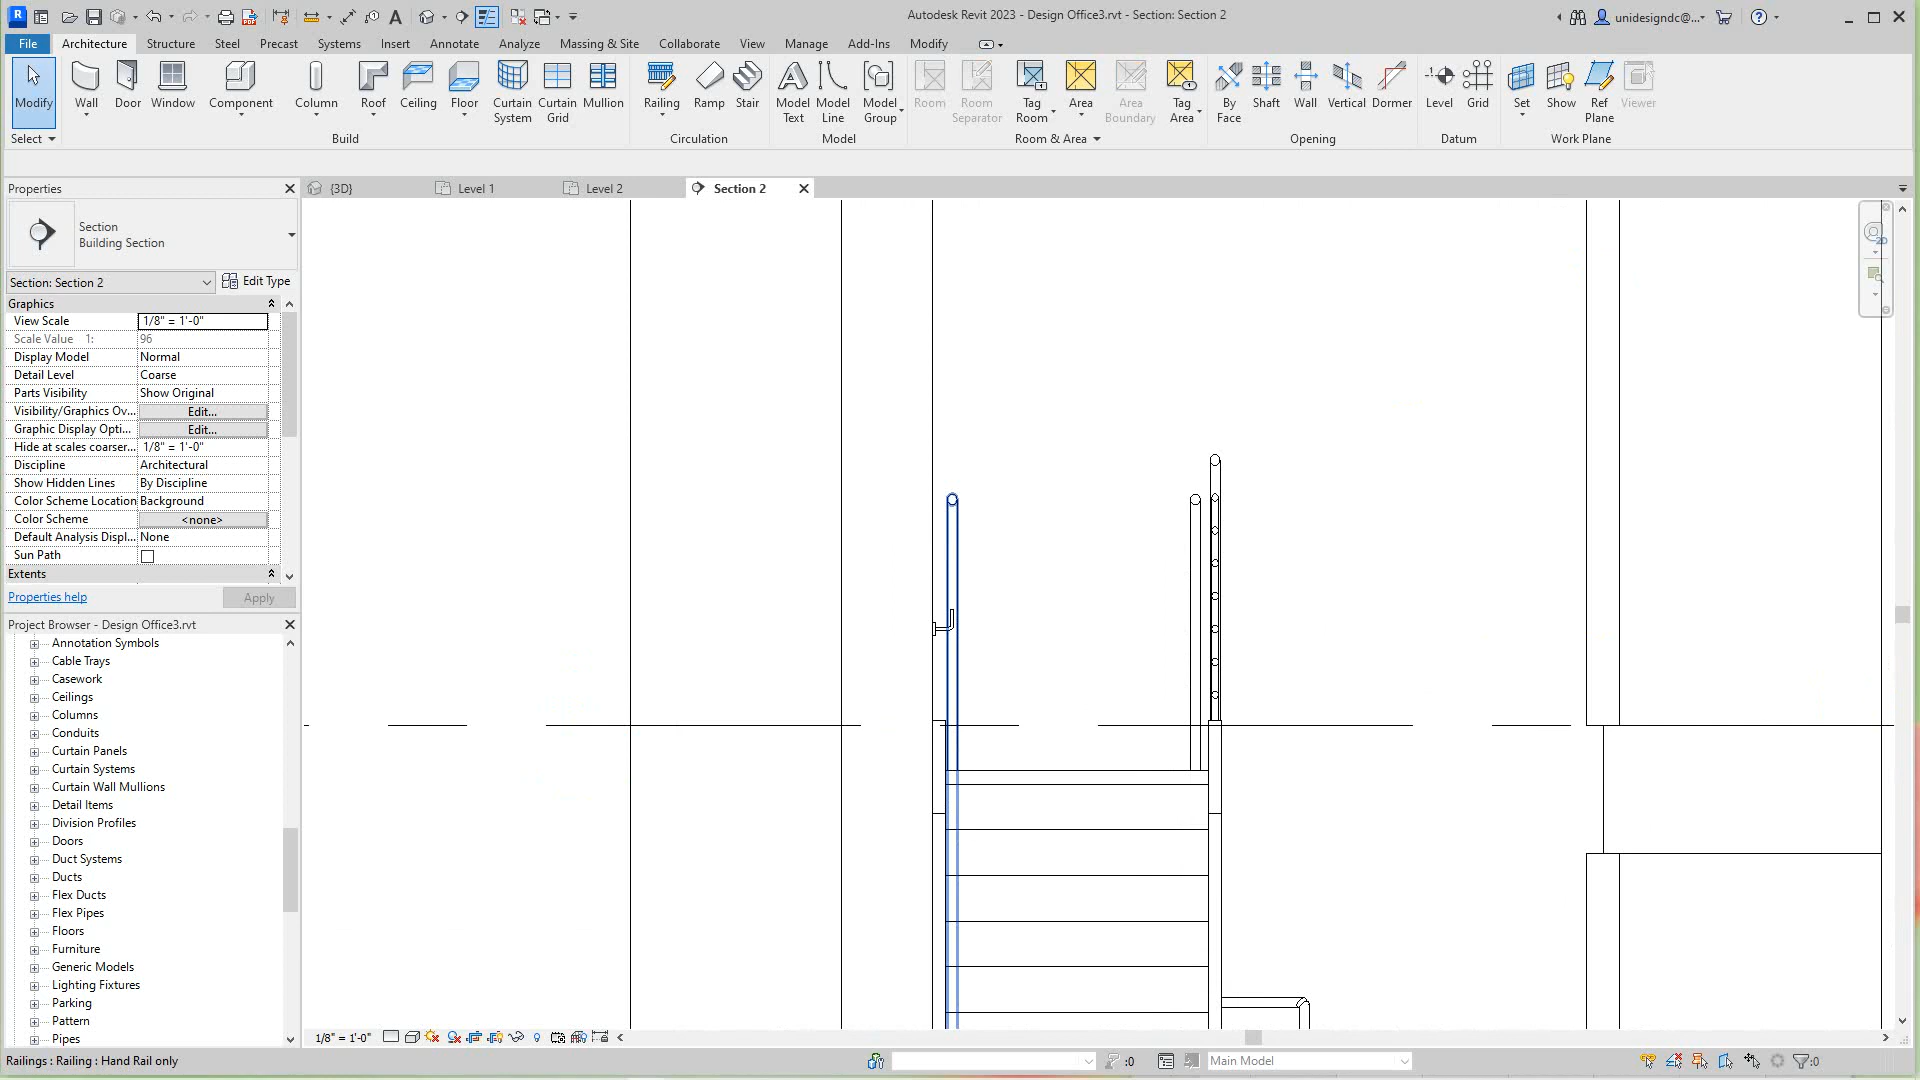 Autodesk Revit 2023 - Design Office3.rvt - Section: Section 2
unidesigndc@...
File Architecture Structure Steel Precast Systems Insert Annotate Analyze Massing & Site Collaborate View Manage Add-Ins Modify
Modify Wall Door Window Component Column Roof Ceiling Floor Curtain System Curtain Grid Mullion Railing Ramp Stair Model Text Model Line Model Group Room Room Separator Tag Room Area Area Boundary Tag Area By Face Shaft Wall Vertical Dormer Level Grid Set Show Ref Plane Viewer
Select Build Circulation Model Room & Area Opening Datum Work Plane
Properties
{3D} Level 1 Level 2 Section 2
Section
Building Section
Section: Section 2 Edit Type
Graphics
View Scale 1/8" = 1'-0"
Scale Value 1: 96
Display Model Normal
Detail Level Coarse
Parts Visibility Show Original
Visibility/Graphics Ov... Edit...
Graphic Display Opti... Edit...
Hide at scales coarser... 1/8" = 1'-0"
Discipline Architectural
Show Hidden Lines By Discipline
Color Scheme Location Background
Color Scheme <none>
Default Analysis Displ... None
Sun Path
Extents
Properties help Apply
Project Browser - Design Office3.rvt
Annotation Symbols
Cable Trays
Casework
Ceilings
Columns
Conduits
Curtain Panels
Curtain Systems
Curtain Wall Mullions
Detail Items
Division Profiles
Doors
Duct Systems
Ducts
Flex Ducts
Flex Pipes
Floors
Furniture
Generic Models
Lighting Fixtures
Parking
Pattern
Pipes
1/8" = 1'-0"
Railings : Railing : Hand Rail only :0 Main Model :0